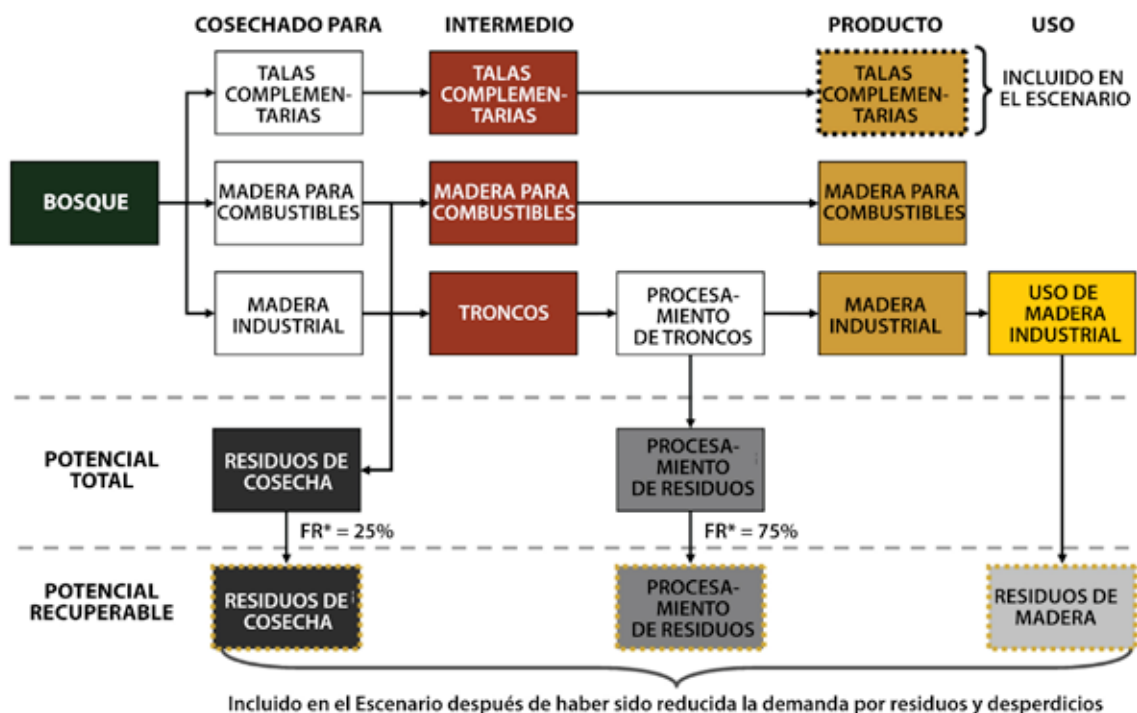 COSECHADO PARA
INTERMEDIO
PRODUCTO
USO
TALAS
COMPLEMEN-
TARIAS
TALAS
COMPLEMEN-
TARIAS
TALAS
COMPLEMEN-
TARIAS
INCLUIDO EN
EL ESCENARIO
BOSQUE
MADERA PARA
COMBUSTIBLES
MADERA PARA
COMBUSTIBLES
MADERA PARA
COMBUSTIBLES
MADERA
INDUSTRIAL
TRONCOS
PROCESA-
MIENTO
DE TRONCOS
MADERA
INDUSTRIAL
USO DE
MADERA
INDUSTRIAL
POTENCIAL
TOTAL
RESIDUOS DE
COSECHA
PROCESA-
MIENTO
DE RESIDUOS
FR* = 25%
FR* = 75%
POTENCIAL
RECUPERABLE
RESIDUOS DE
COSECHA
PROCESA-
MIENTO
DE RESIDUOS
RESIDUOS DE
MADERA
Incluido en el Escenario después de haber sido reducida la demanda por residuos y desperdicios